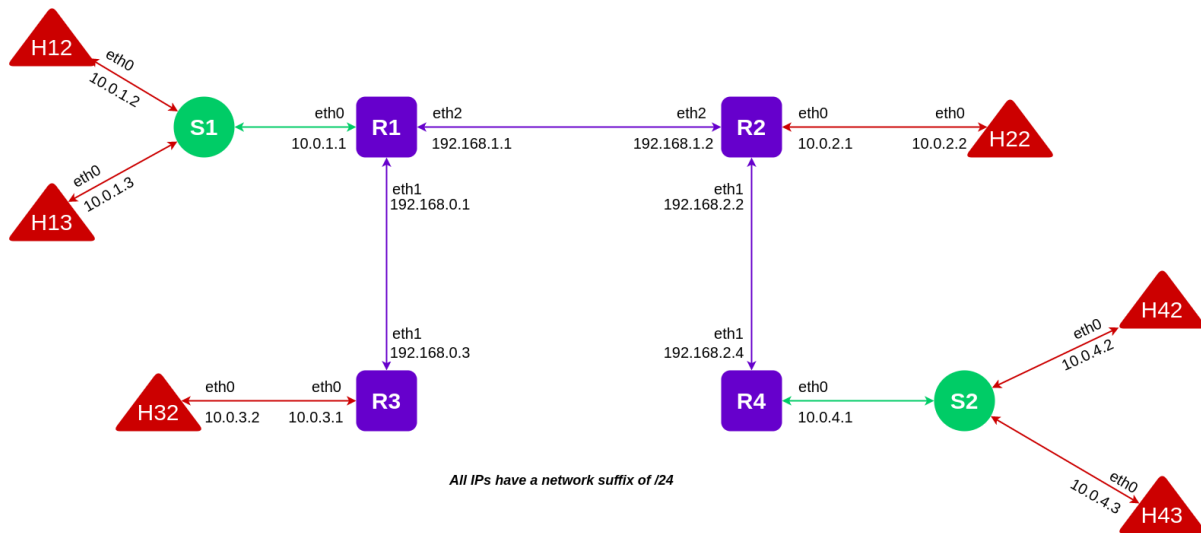 H12
eth0
10.0.1.2
S1
eth0
10.0.1.1
R1
eth2
192.168.1.1
eth2
192.168.1.2
R2
eth0
10.0.2.1
eth0
10.0.2.2
H22
eth0
10.0.1.3
H13
eth1
192.168.0.1
eth1
192.168.2.2
H42
eth0
10.0.4.2
eth1
192.168.0.3
eth1
192.168.2.4
H32
eth0
10.0.3.2
eth0
10.0.3.1
R3
R4
eth0
10.0.4.1
S2
All IPs have a network suffix of /24
eth0
10.0.4.3
H43